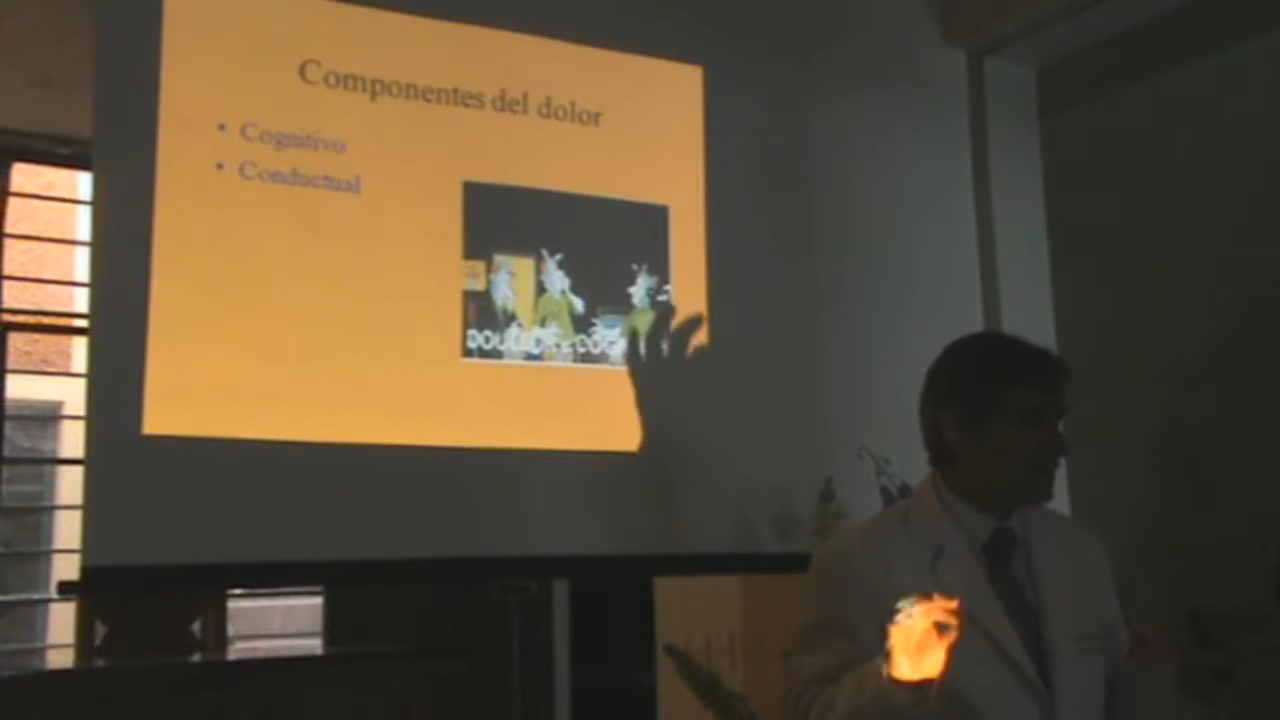 Componentes del dolor
• Cognitivo
• Conductual